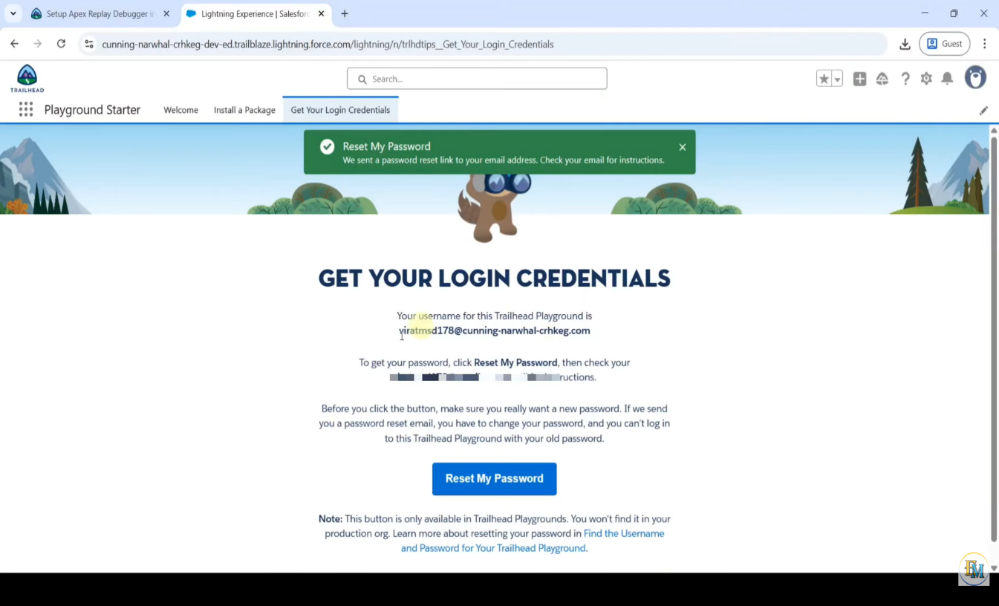 Setup Apex Replay Debugger in
Lightning Experience | Salesforc
cunning-narwhal-crhkeg-dev-ed.trailblaze.lightning.force.com/lightning/n/trlhdtips__Get_Your_Login_Credentials
Guest
TRAILHEAD
Search...
Playground Starter
Welcome
Install a Package
Get Your Login Credentials
Reset My Password
We sent a password reset link to your email address. Check your email for instructions.
GET YOUR LOGIN CREDENTIALS
Your username for this Trailhead Playground is
viratmsd178@cunning-narwhal-crhkeg.com
To get your password, click Reset My Password, then check your
ructions.
Before you click the button, make sure you really want a new password. If we send
you a password reset email, you have to change your password, and you can't log in
to this Trailhead Playground with your old password.
Reset My Password
Note: This button is only available in Trailhead Playgrounds. You won't find it in your
production org. Learn more about resetting your password in Find the Username
and Password for Your Trailhead Playground.
FM